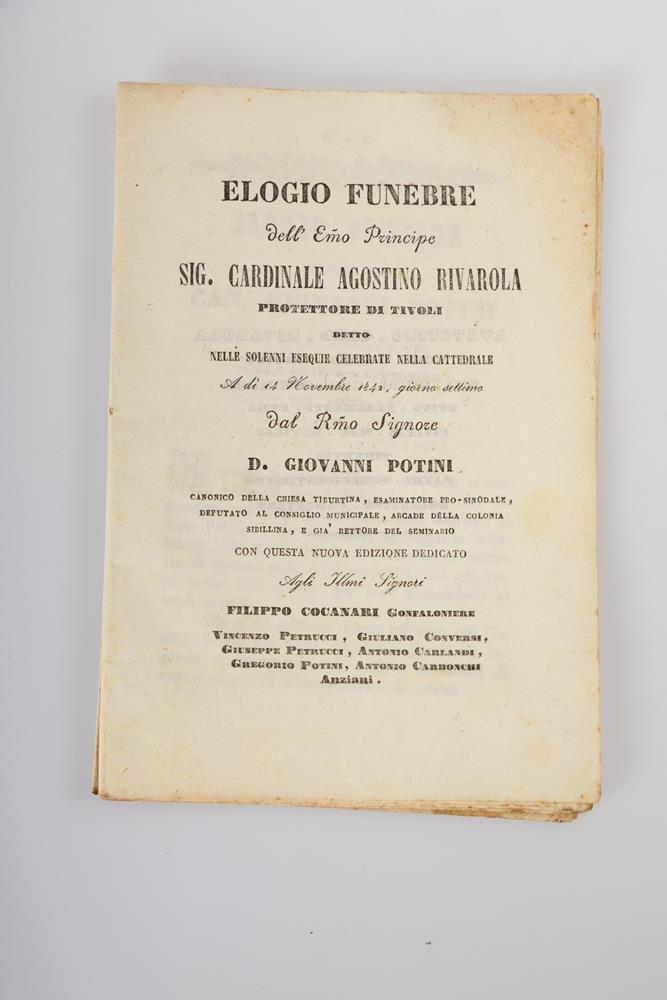 ELOGIO FUNEBRE
dell' Em̃o Principe
SIG. CARDINALE AGOSTINO RIVAROLA
PROTETTORE DI TIVOLI
DETTO
NELLE SOLENNI ESEQUIE CELEBRATE NELLA CATTEDRALE
A dì 14 Novembre 1842, giorno settimo
dal Rm̃o Signore
D. GIOVANNI POTINI
CANONICO DELLA CHIESA TIBURTINA, ESAMINATORE PRO-SINODALE,
DEPUTATO AL CONSIGLIO MUNICIPALE, ARCADE DELLA COLONIA
SIBILLINA, E GIA' RETTORE DEL SEMINARIO
CON QUESTA NUOVA EDIZIONE DEDICATO
Agli Illmi Signori
FILIPPO COCANARI GONFALONIERE
VINCENZO PETRUCCI, GIULIANO CONVERSI,
GIUSEPPE PETRUCCI, ANTONIO CARLANDI,
GREGORIO POTINI, ANTONIO CARBONCHI
Anziani.